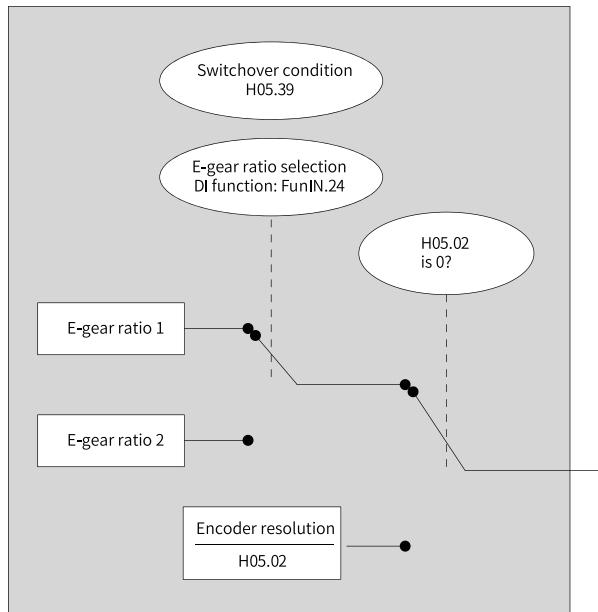 Switchover condition
H05.39
E-gear ratio selection
DI function: FunIN.24
H05.02
is 0?
E-gear ratio 1
E-gear ratio 2
Encoder resolution
H05.02